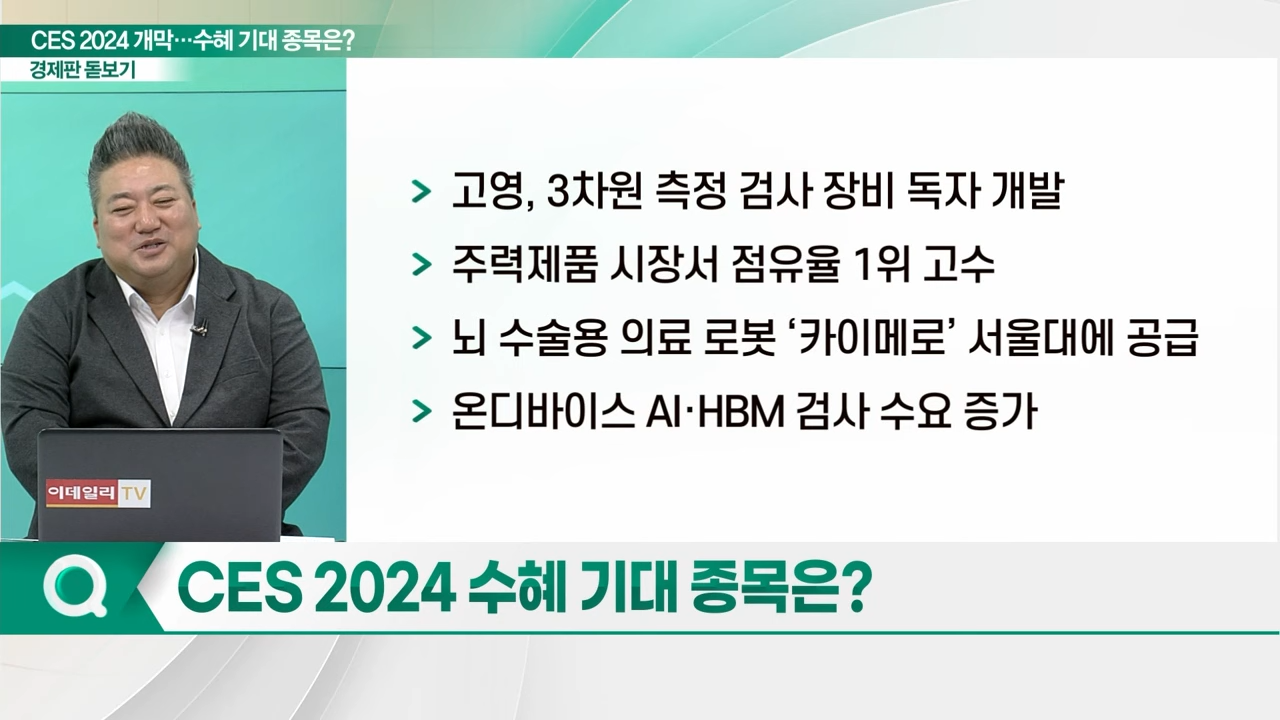 CES 2024 개막…수혜 기대 종목은?
경제판 돋보기
> 고영, 3차원 측정 검사 장비 독자 개발
> 주력제품 시장서 점유율 1위 고수
> 뇌 수술용 의료 로봇 ‘카이메로’ 서울대에 공급
> 온디바이스 AI·HBM 검사 수요 증가
이데일리TV
CES 2024 수혜 기대 종목은?